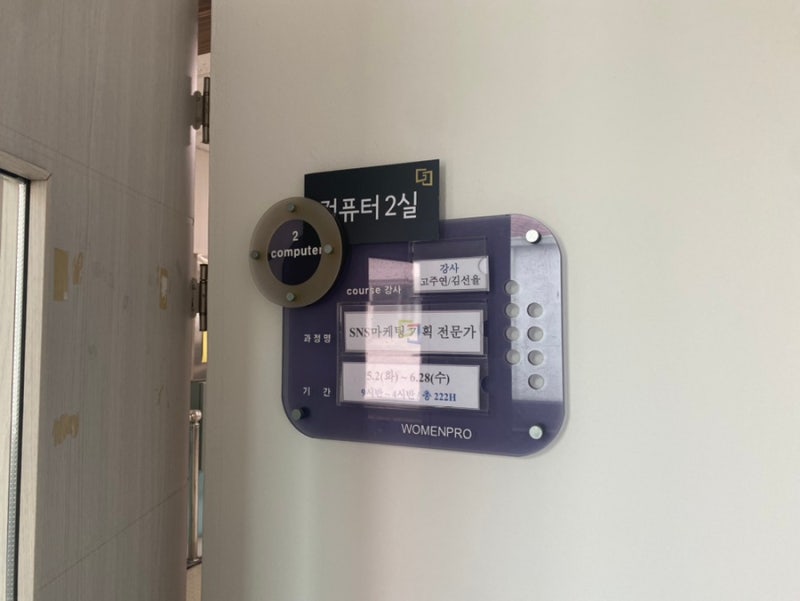 컴퓨터 2실
2
computer
강사
고주연/김선율
course 강사
과정명
SNS마케팅 기획 전문가
5.2(화) ~ 6.28(수)
기 간
9시반 ~ 4시반/ 총 222H
WOMENPRO